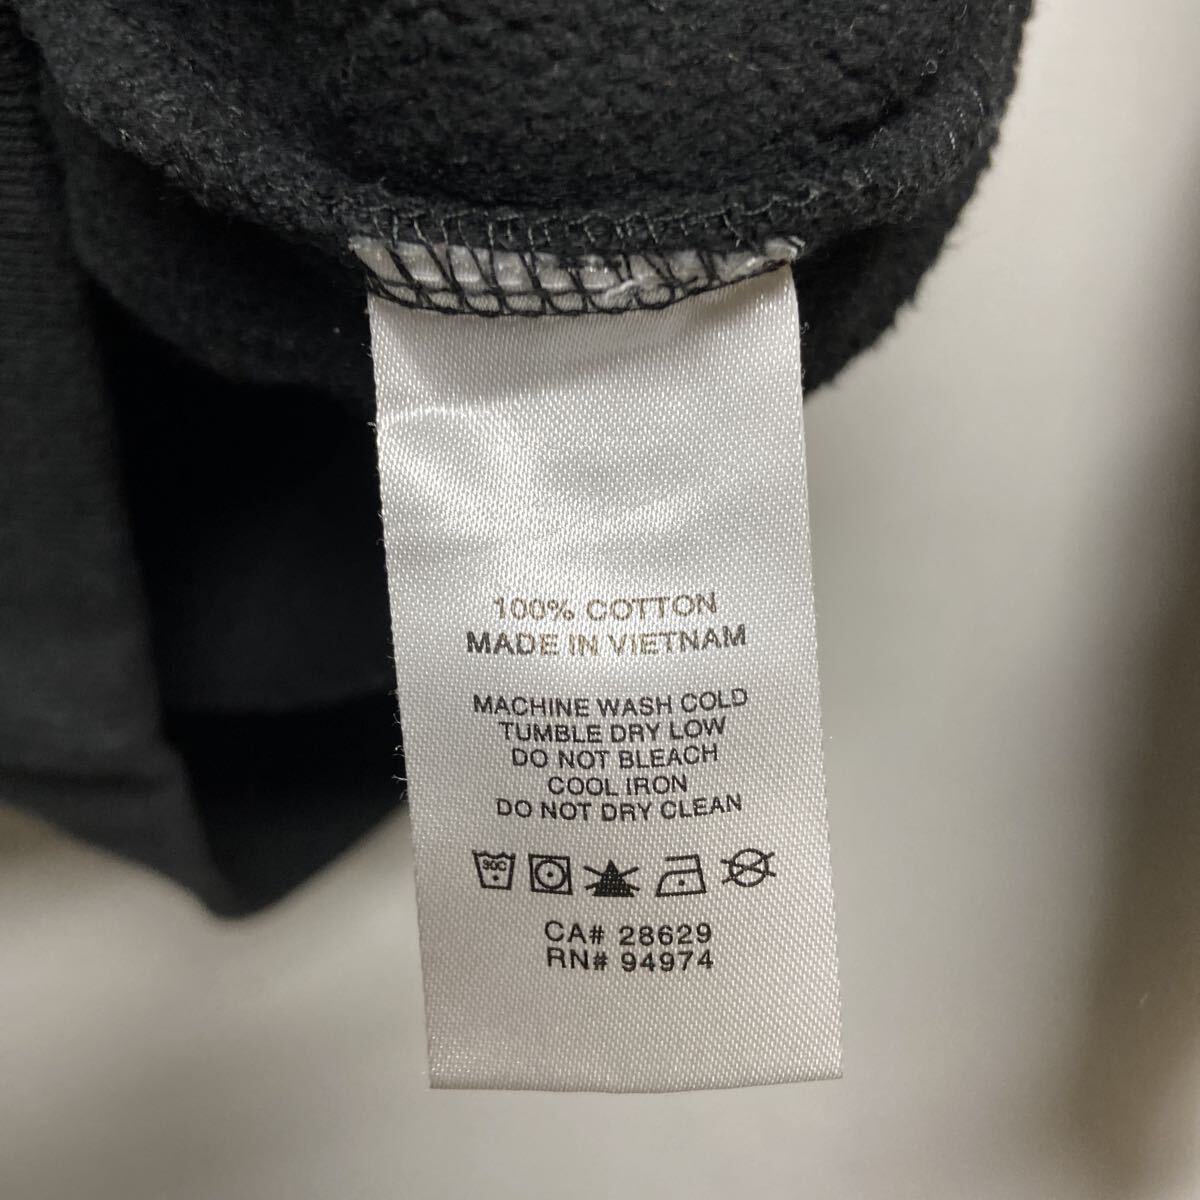 100% COTTON
MADE IN VIETNAM
MACHINE WASH COLD
TUMBLE DRY LOW
DO NOT BLEACH
COOL IRON
DO NOT DRY CLEAN
30C
CA# 28629
RN# 94974